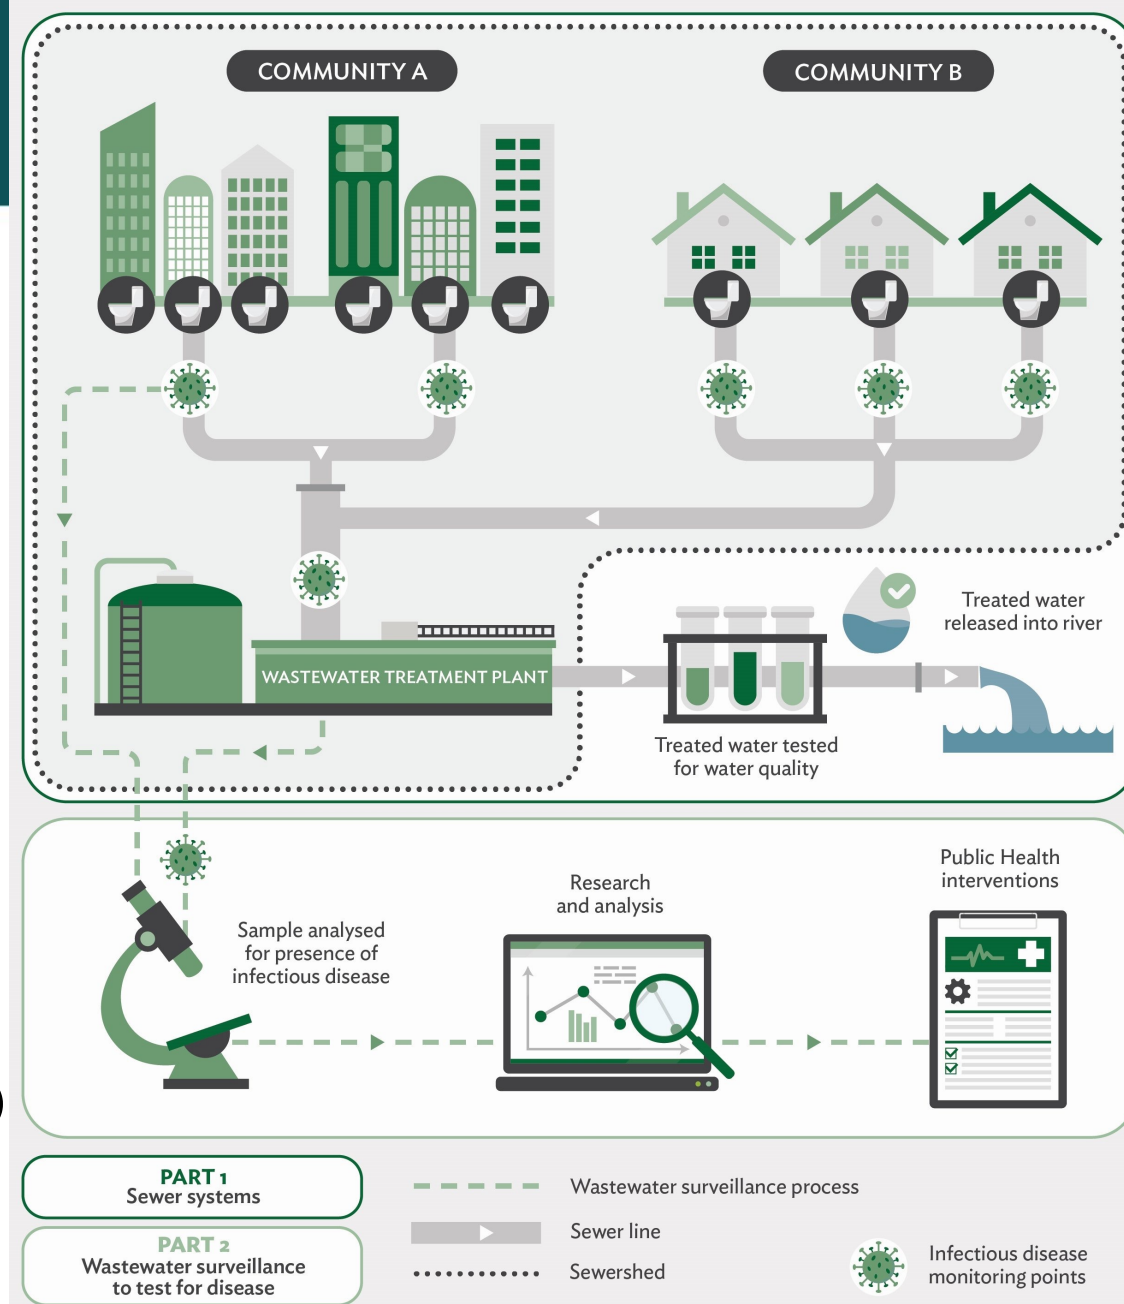 COMMUNITY A
COMMUNITY B
WASTEWATER TREATMENT PLANT
Treated water
released into river
Treated water tested
for water quality
Sample analysed
for presence of
infectious disease
Research
and analysis
Public Health
interventions
PART 1
Sewer systems
PART 2
Wastewater surveillance
to test for disease
Wastewater surveillance process
Sewer line
Sewershed
Infectious disease
monitoring points